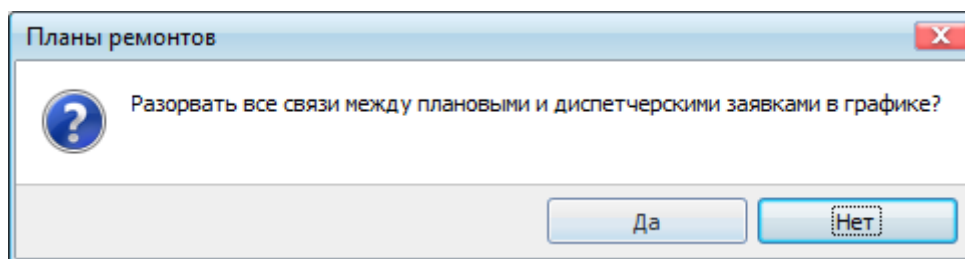 Планы ремонтов
Разорвать все связи между плановыми и диспетчерскими заявками в графике?
Да
Нет